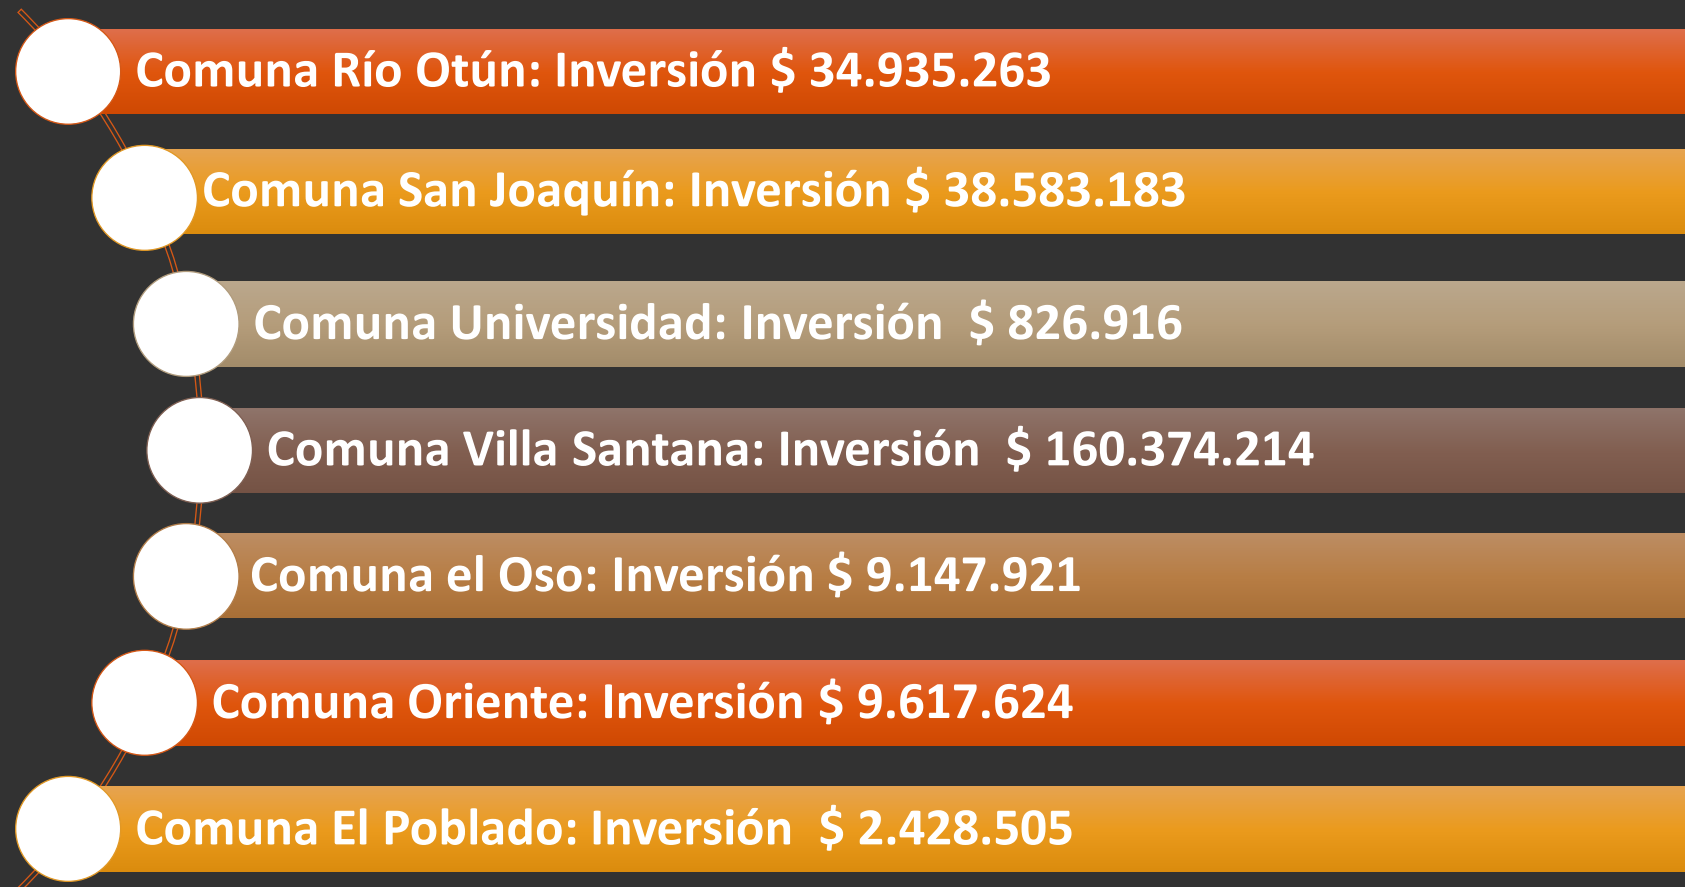 Comuna Río Otún: Inversión $ 34.935.263
Comuna San Joaquín: Inversión $ 38.583.183
Comuna Universidad: Inversión  $ 826.916
Comuna Villa Santana: Inversión  $ 160.374.214
Comuna el Oso: Inversión $ 9.147.921
Comuna Oriente: Inversión $ 9.617.624
Comuna El Poblado: Inversión  $ 2.428.505